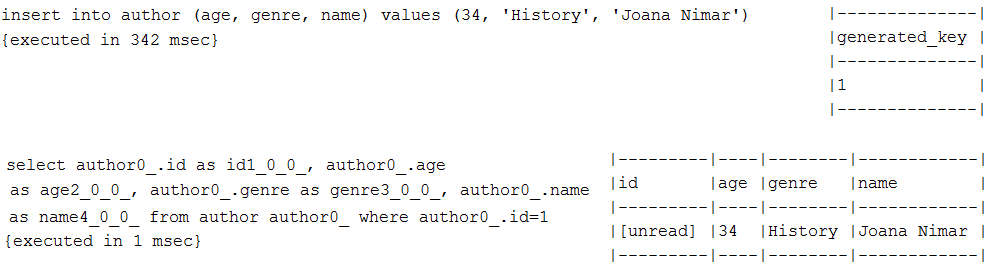 insert into author (age, genre, name) values (34, 'History', 'Joana Nimar')
{executed in 342 msec}
|--------------|
|generated_key |
|--------------|
|1             |
|--------------|
select author0_.id as id1_0_0_, author0_.age
as age2_0_0_, author0_.genre as genre3_0_0_, author0_.name
as name4_0_0_ from author author0_ where author0_.id=1
{executed in 1 msec}
|---------|----|--------|------------|
|id       |age |genre   |name        |
|---------|----|--------|------------|
|[unread] |34  |History |Joana Nimar |
|---------|----|--------|------------|